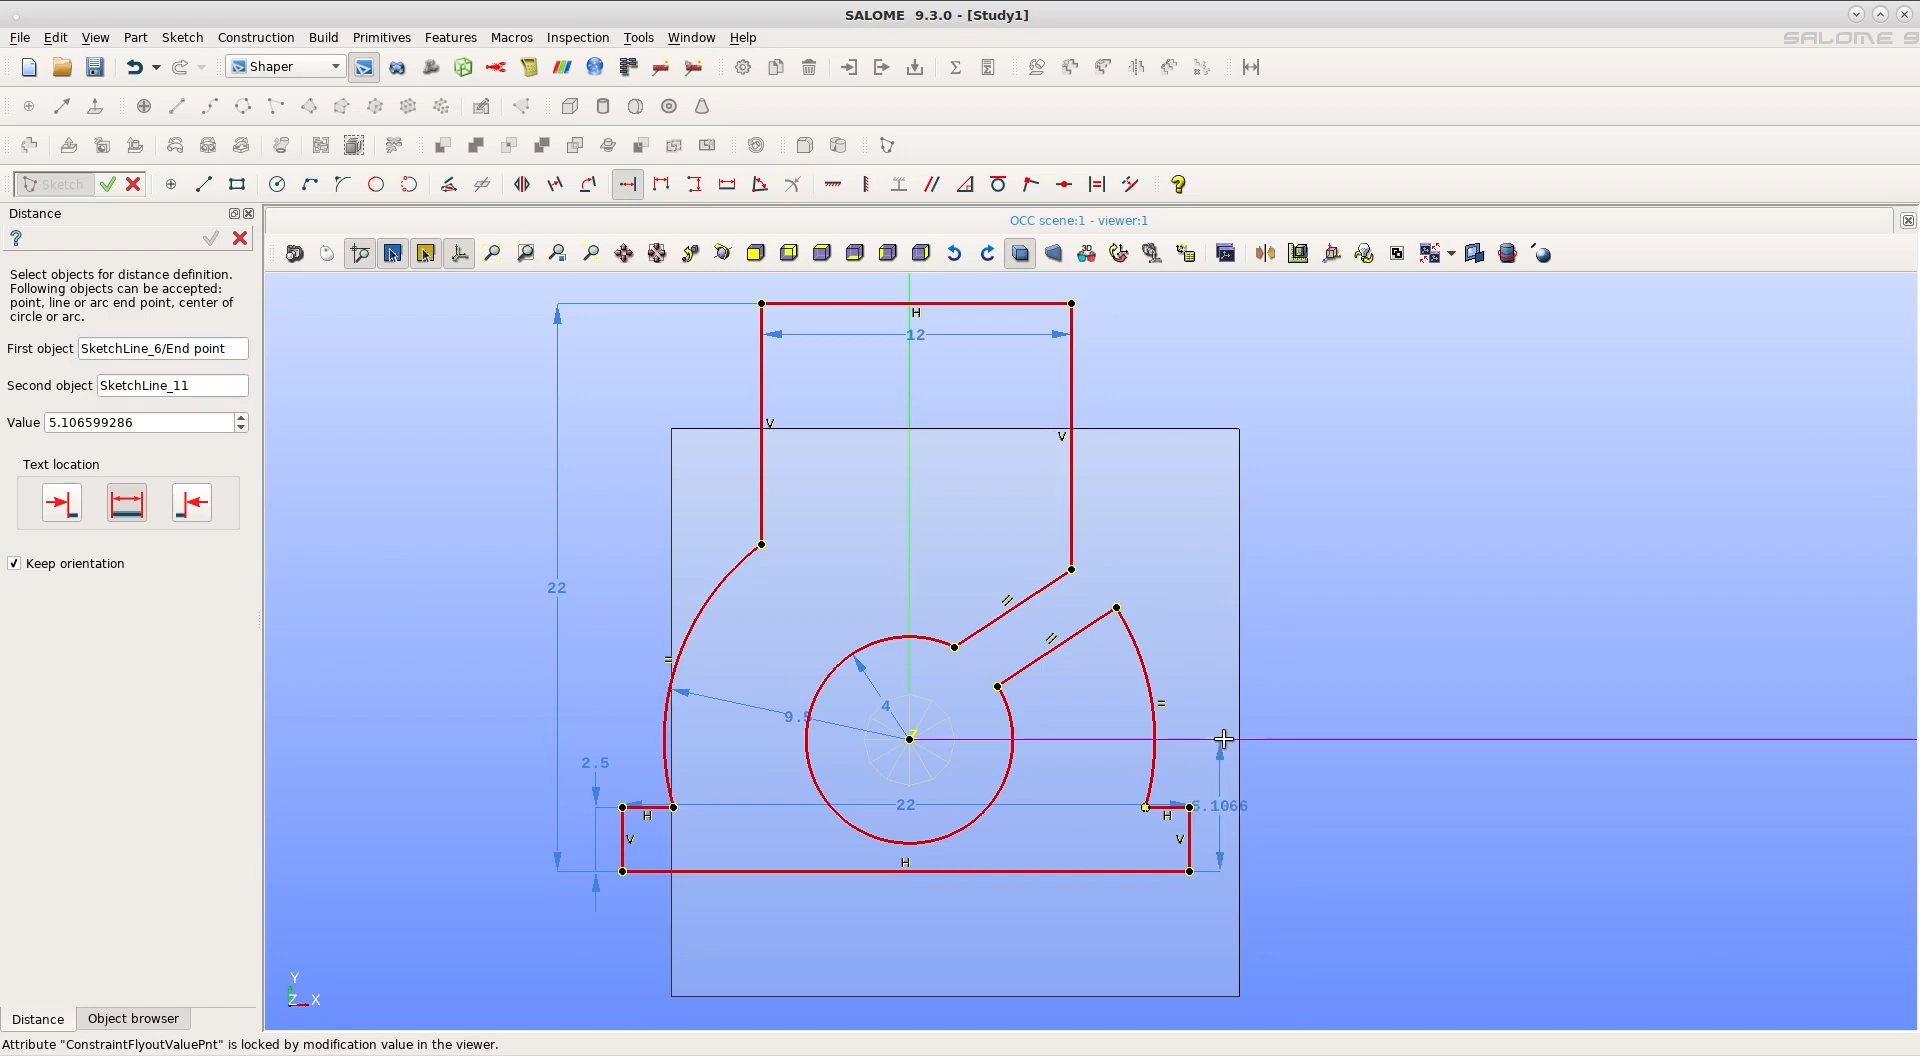 SALOME 9.3.0 - [Study1]
File Edit View Part Sketch Construction Build Primitives Features Macros Inspection Tools Window Help
SALOME 9
Shaper
Sketch
Distance
OCC scene:1 - viewer:1
Select objects for distance definition.
Following objects can be accepted:
point, line or arc end point, center of
circle or arc.
First object SketchLine_6/End point
Second object SketchLine_11
Value 5.106599286
Text location
Keep orientation
H
12
V
V
22
=
=
4
9.5
2.5
22
5.1066
H
H
V
V
H
Y
Z X
Distance Object browser
Attribute "ConstraintFlyoutValuePnt" is locked by modification value in the viewer.